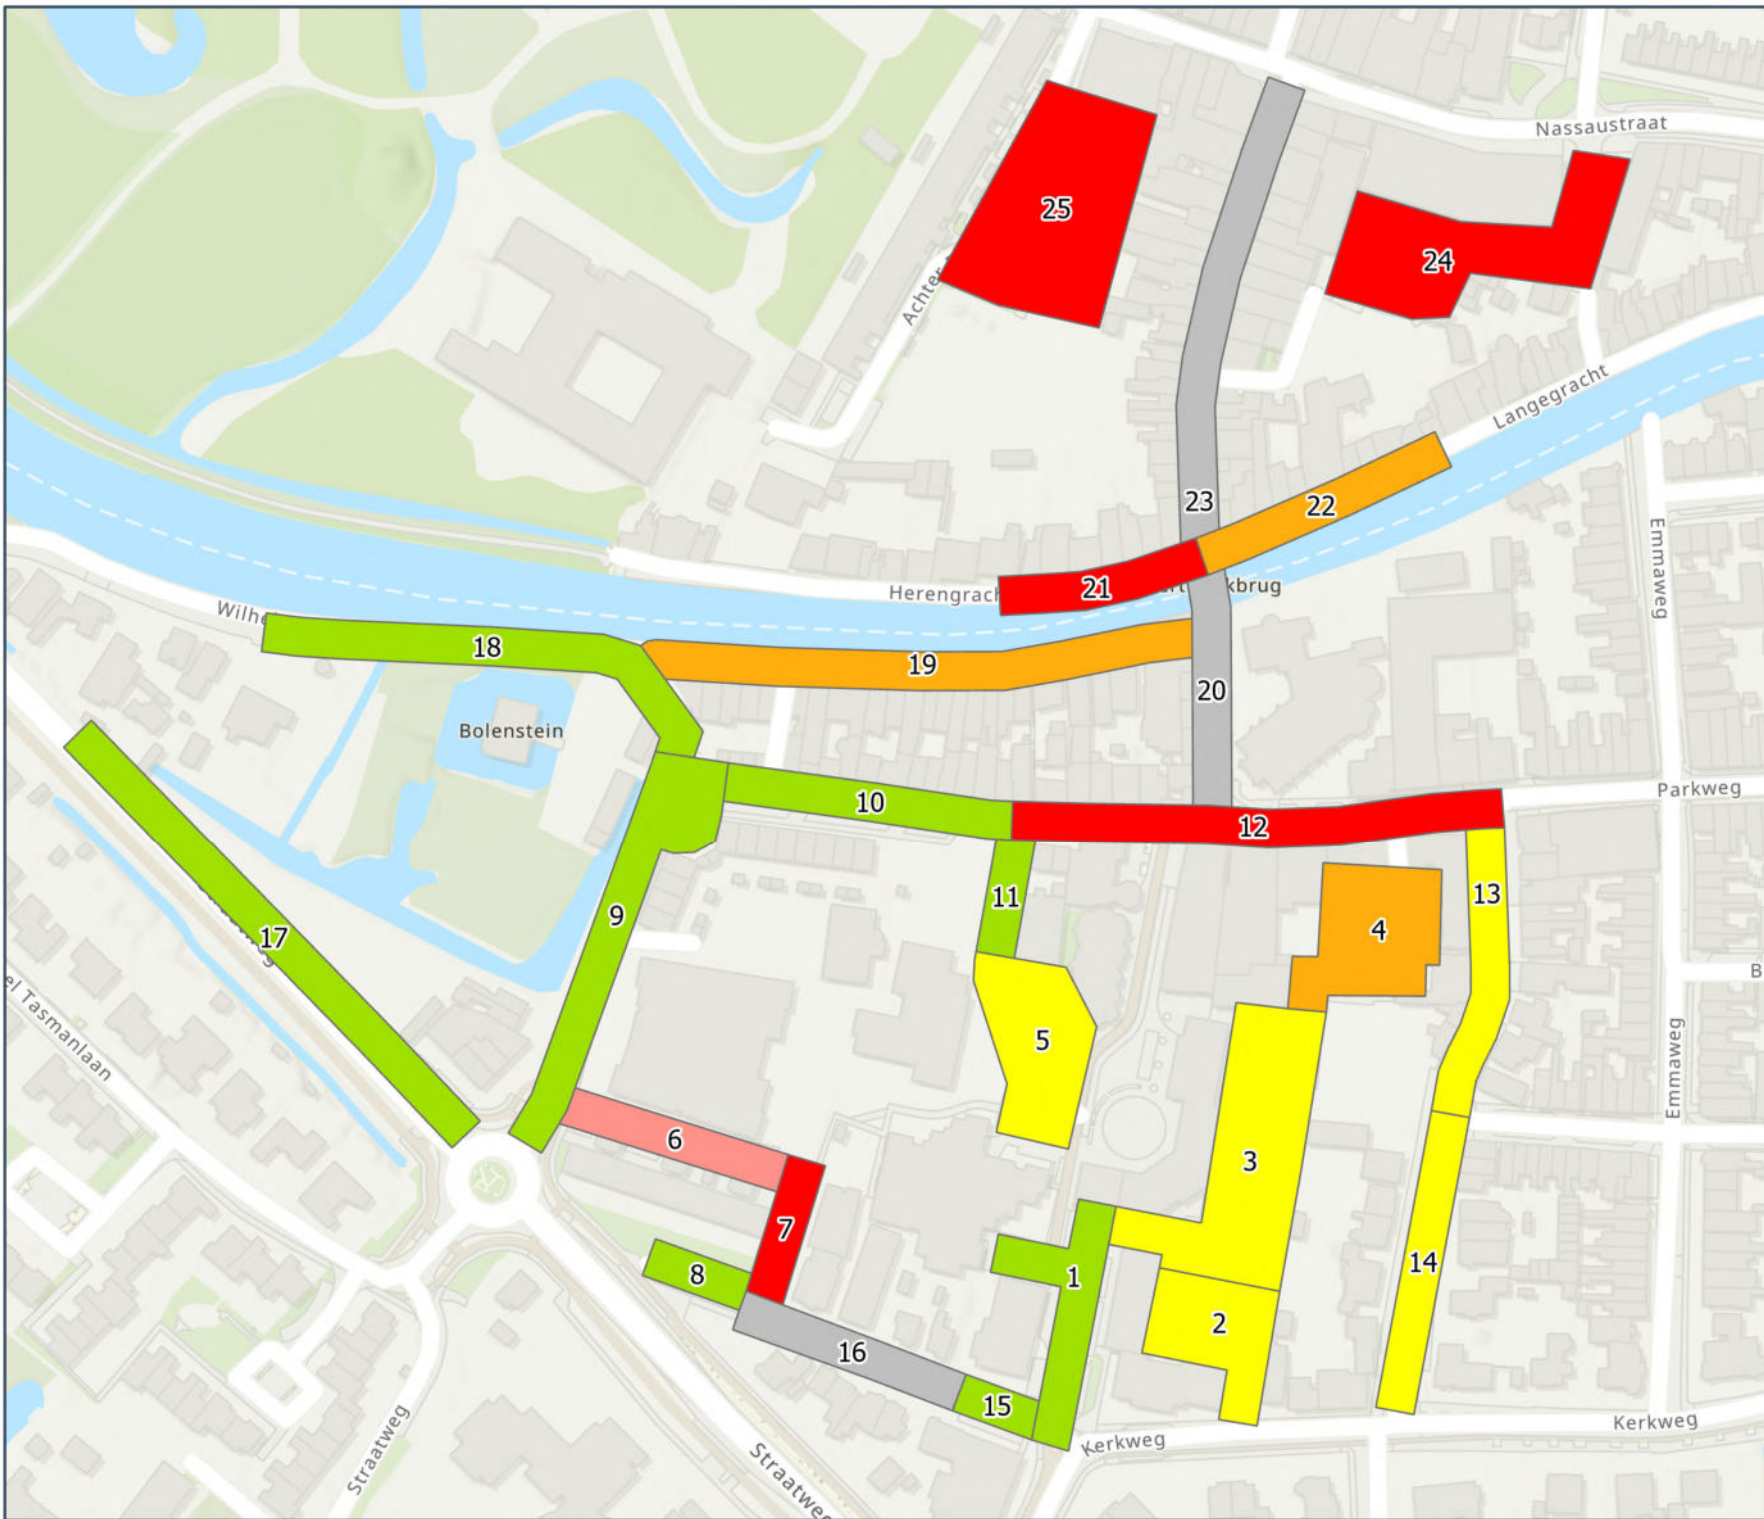 Nassaustraat
25
24
Achter
Langegracht
23
22
Emmaweg
Herengrach
21
kbrug
Wilhe
18
19
20
Bolenstein
Parkweg
10
12
11
13
9
4
17
el Tasmanlaan
5
B
Emmaweg
6
3
7
8
1
14
2
16
15
Straatweg
Kerkweg
Kerkweg
Straatweg